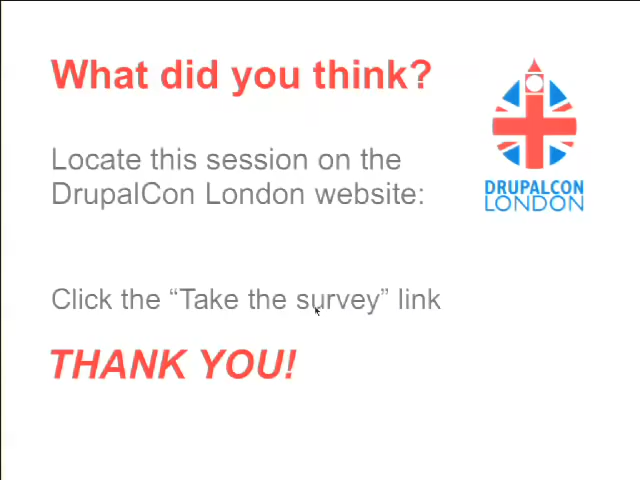 What did you think?
Locate this session on the
DrupalCon London website:
Click the “Take the survey” link
THANK YOU!
DRUPALCON
LONDON